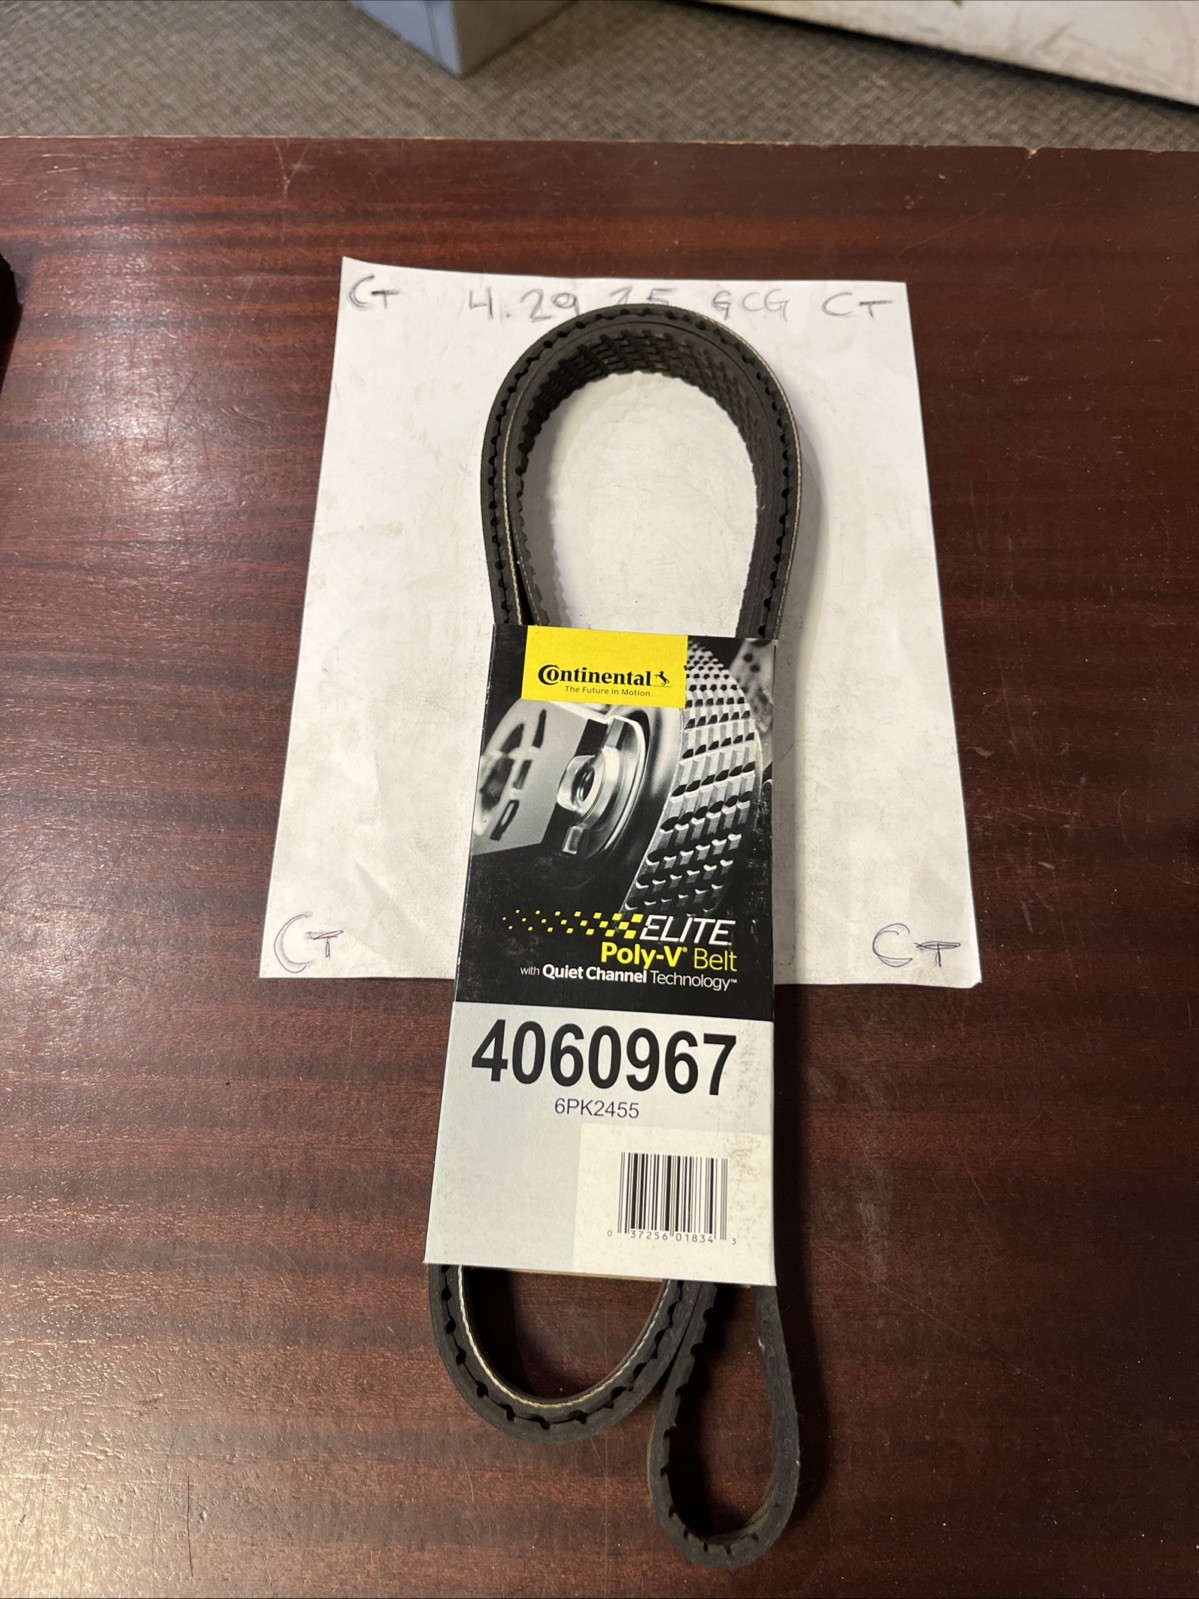 CT 4.29.25 GCG CT
Continental
The Future in Motion
ELITE
Poly-V® Belt
with Quiet Channel Technology™
4060967
6PK2455
0 37256 01834 3
CT CT